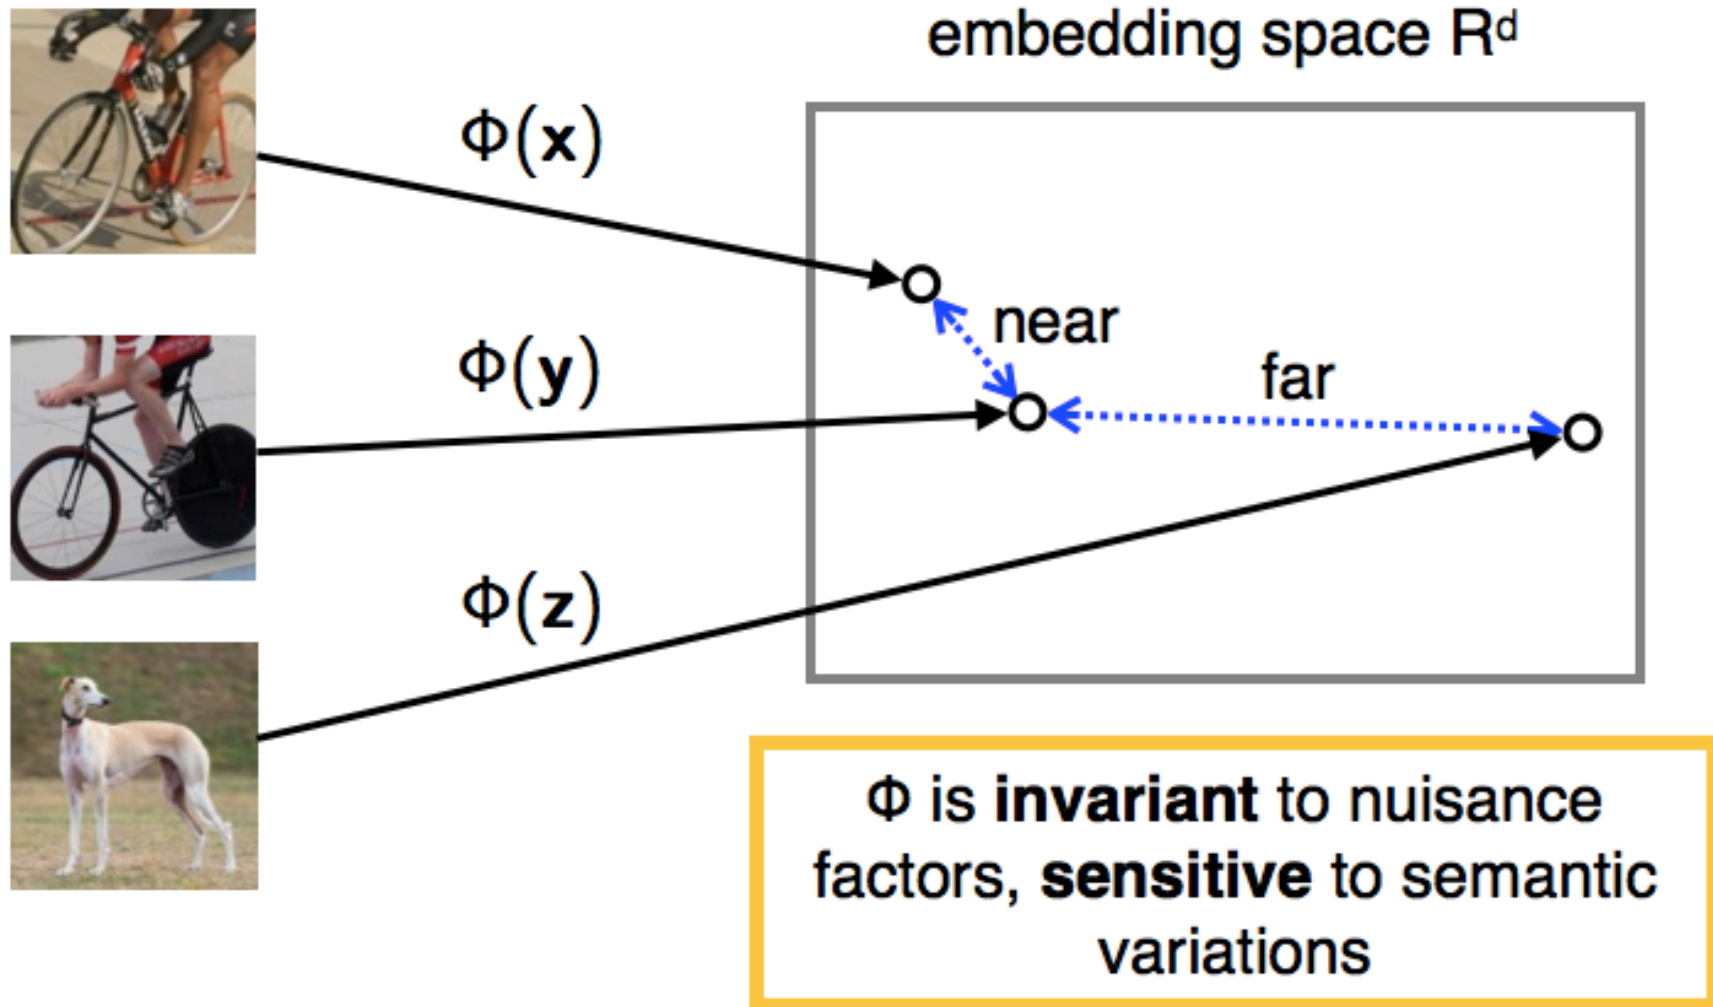 embedding space Rᵈ
Φ(x)
near
Φ(y)
far
Φ(z)
Φ is invariant to nuisance
factors, sensitive to semantic
variations